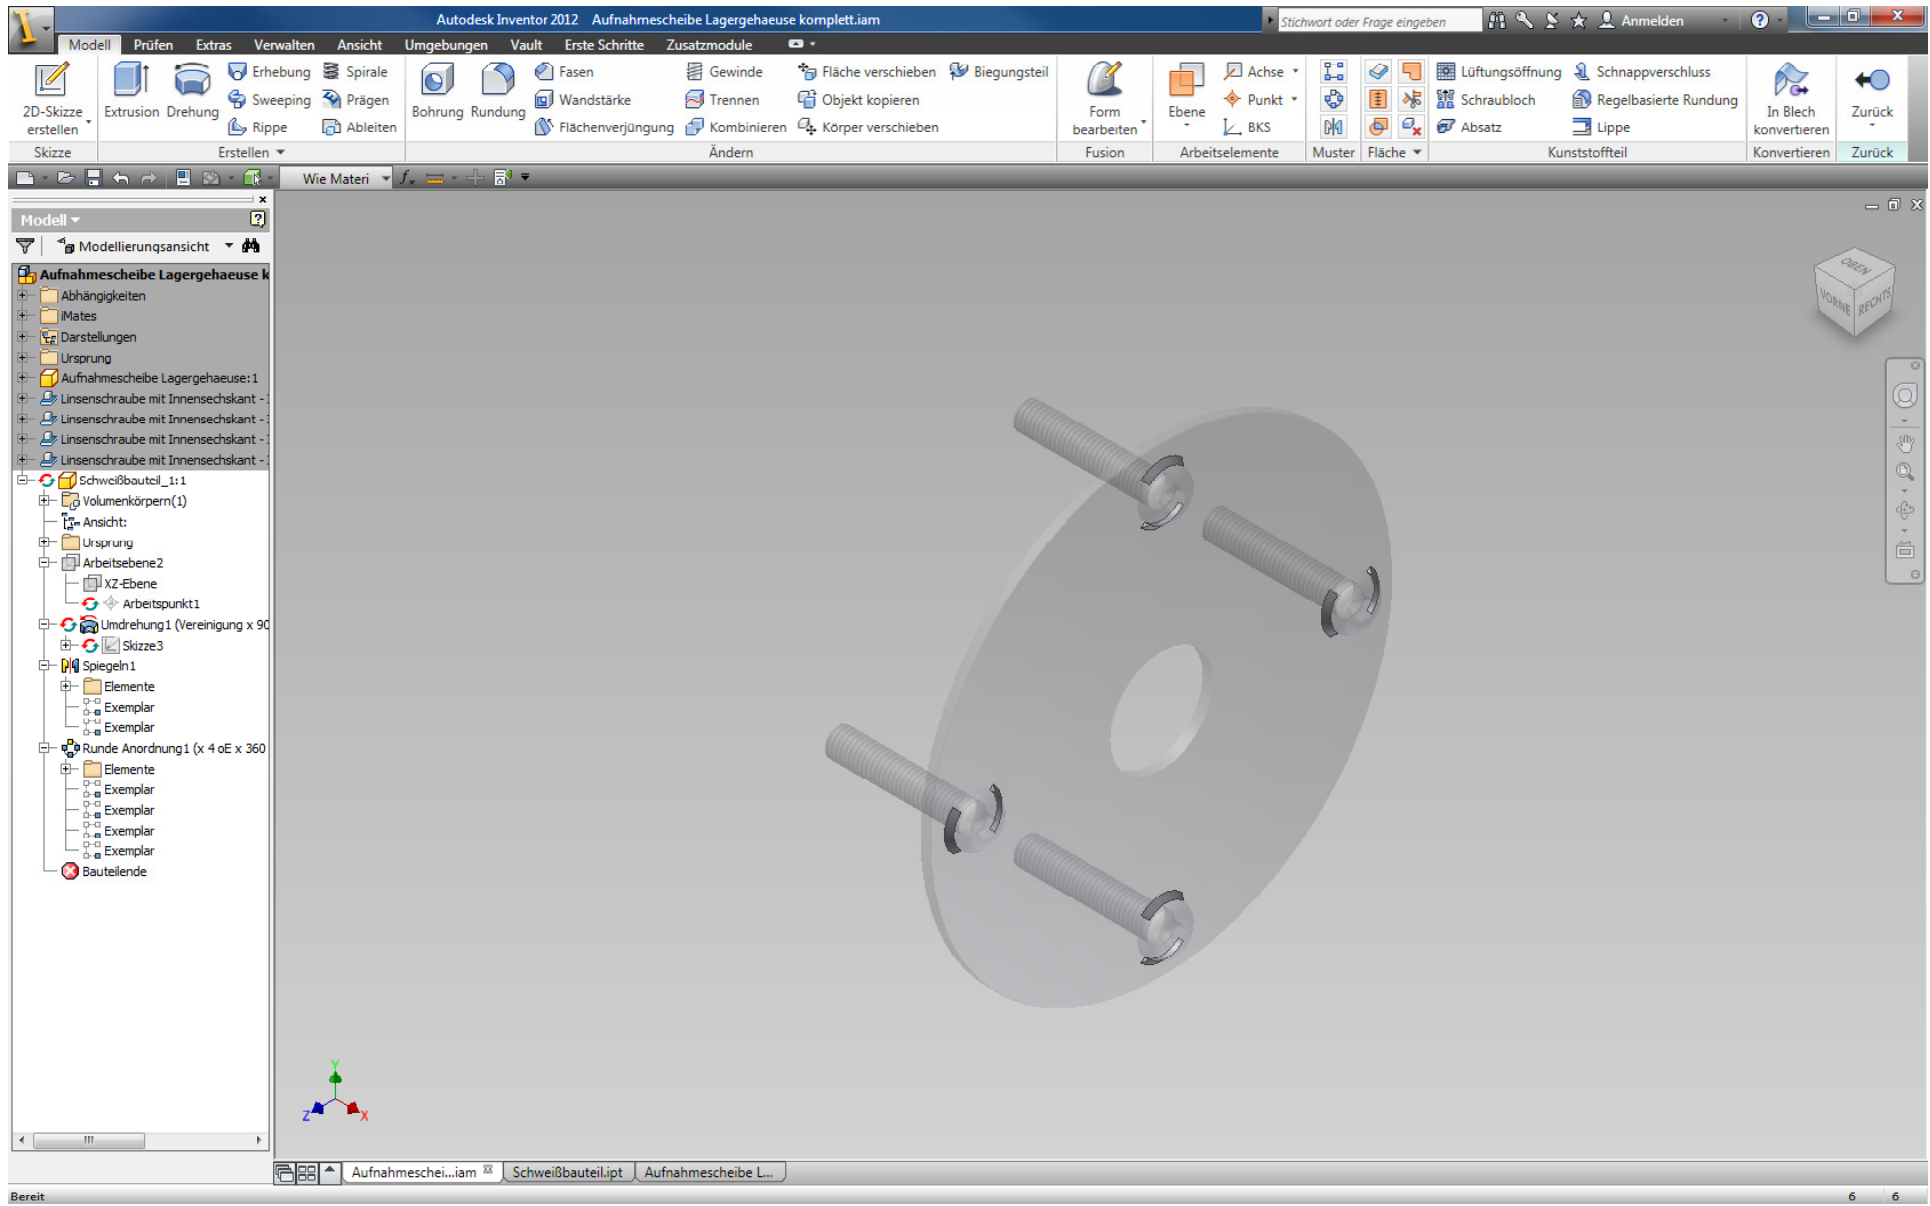 Autodesk Inventor 2012   Aufnahmescheibe Lagergehaeuse komplett.iam
Stichwort oder Frage eingeben
Anmelden
Modell Prüfen Extras Verwalten Ansicht Umgebungen Vault Erste Schritte Zusatzmodule
2D-Skizze erstellen
Extrusion
Drehung
Erhebung
Sweeping
Rippe
Spirale
Prägen
Ableiten
Bohrung
Rundung
Fasen
Wandstärke
Flächenverjüngung
Gewinde
Trennen
Kombinieren
Fläche verschieben
Objekt kopieren
Körper verschieben
Biegungsteil
Form bearbeiten
Ebene
Achse
Punkt
BKS
Lüftungsöffnung
Schraubloch
Absatz
Schnappverschluss
Regelbasierte Rundung
Lippe
In Blech konvertieren
Zurück
Skizze Erstellen Ändern Fusion Arbeitselemente Muster Fläche Kunststoffteil Konvertieren Zurück
Wie Materi
Modell
Modellierungsansicht
Aufnahmescheibe Lagergehaeuse k
Abhängigkeiten
iMates
Darstellungen
Ursprung
Aufnahmescheibe Lagergehaeuse:1
Linsenschraube mit Innensechskant -
Linsenschraube mit Innensechskant -
Linsenschraube mit Innensechskant -
Linsenschraube mit Innensechskant -
Schweißbauteil_1:1
Volumenkörpern(1)
Ansicht:
Ursprung
Arbeitsebene2
XZ-Ebene
Arbeitspunkt1
Umdrehung1 (Vereinigung x 90
Skizze3
Spiegeln1
Elemente
Exemplar
Exemplar
Runde Anordnung1 (x 4 oE x 360
Elemente
Exemplar
Exemplar
Exemplar
Exemplar
Bauteilende
OBEN
VORNE
RECHTS
Y
Z
X
Aufnahmeschei...iam
Schweißbauteil.ipt
Aufnahmescheibe L...
Bereit
6 6